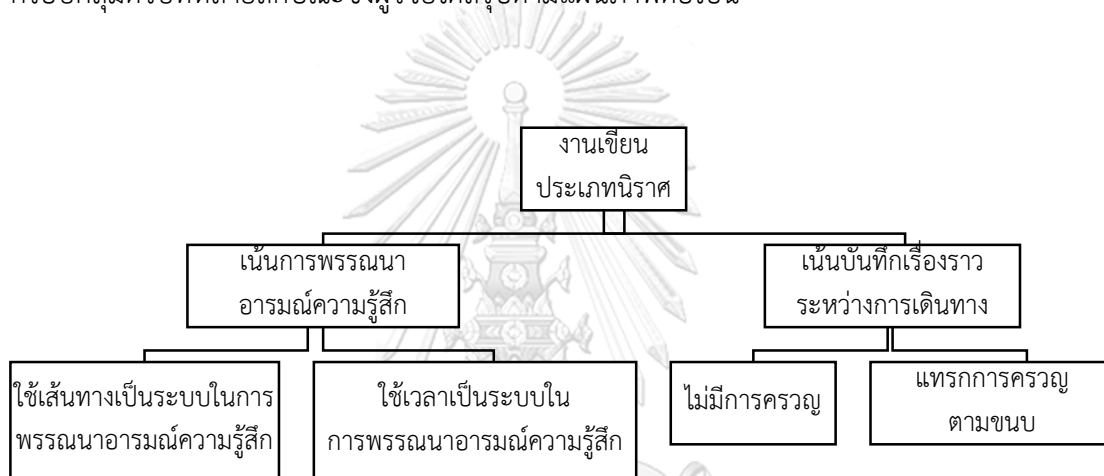 งานเขียน
ประเภทนิราศ
เน้นการพรรณนา
อารมณ์ความรู้สึก
เน้นบันทึกเรื่องราว
ระหว่างการเดินทาง
ใช้เส้นทางเป็นระบบในการ
พรรณนาอารมณ์ความรู้สึก
ใช้เวลาเป็นระบบใน
การพรรณนาอารมณ์ความรู้สึก
ไม่มีการครวญ
แทรกการครวญ
ตามขนบ